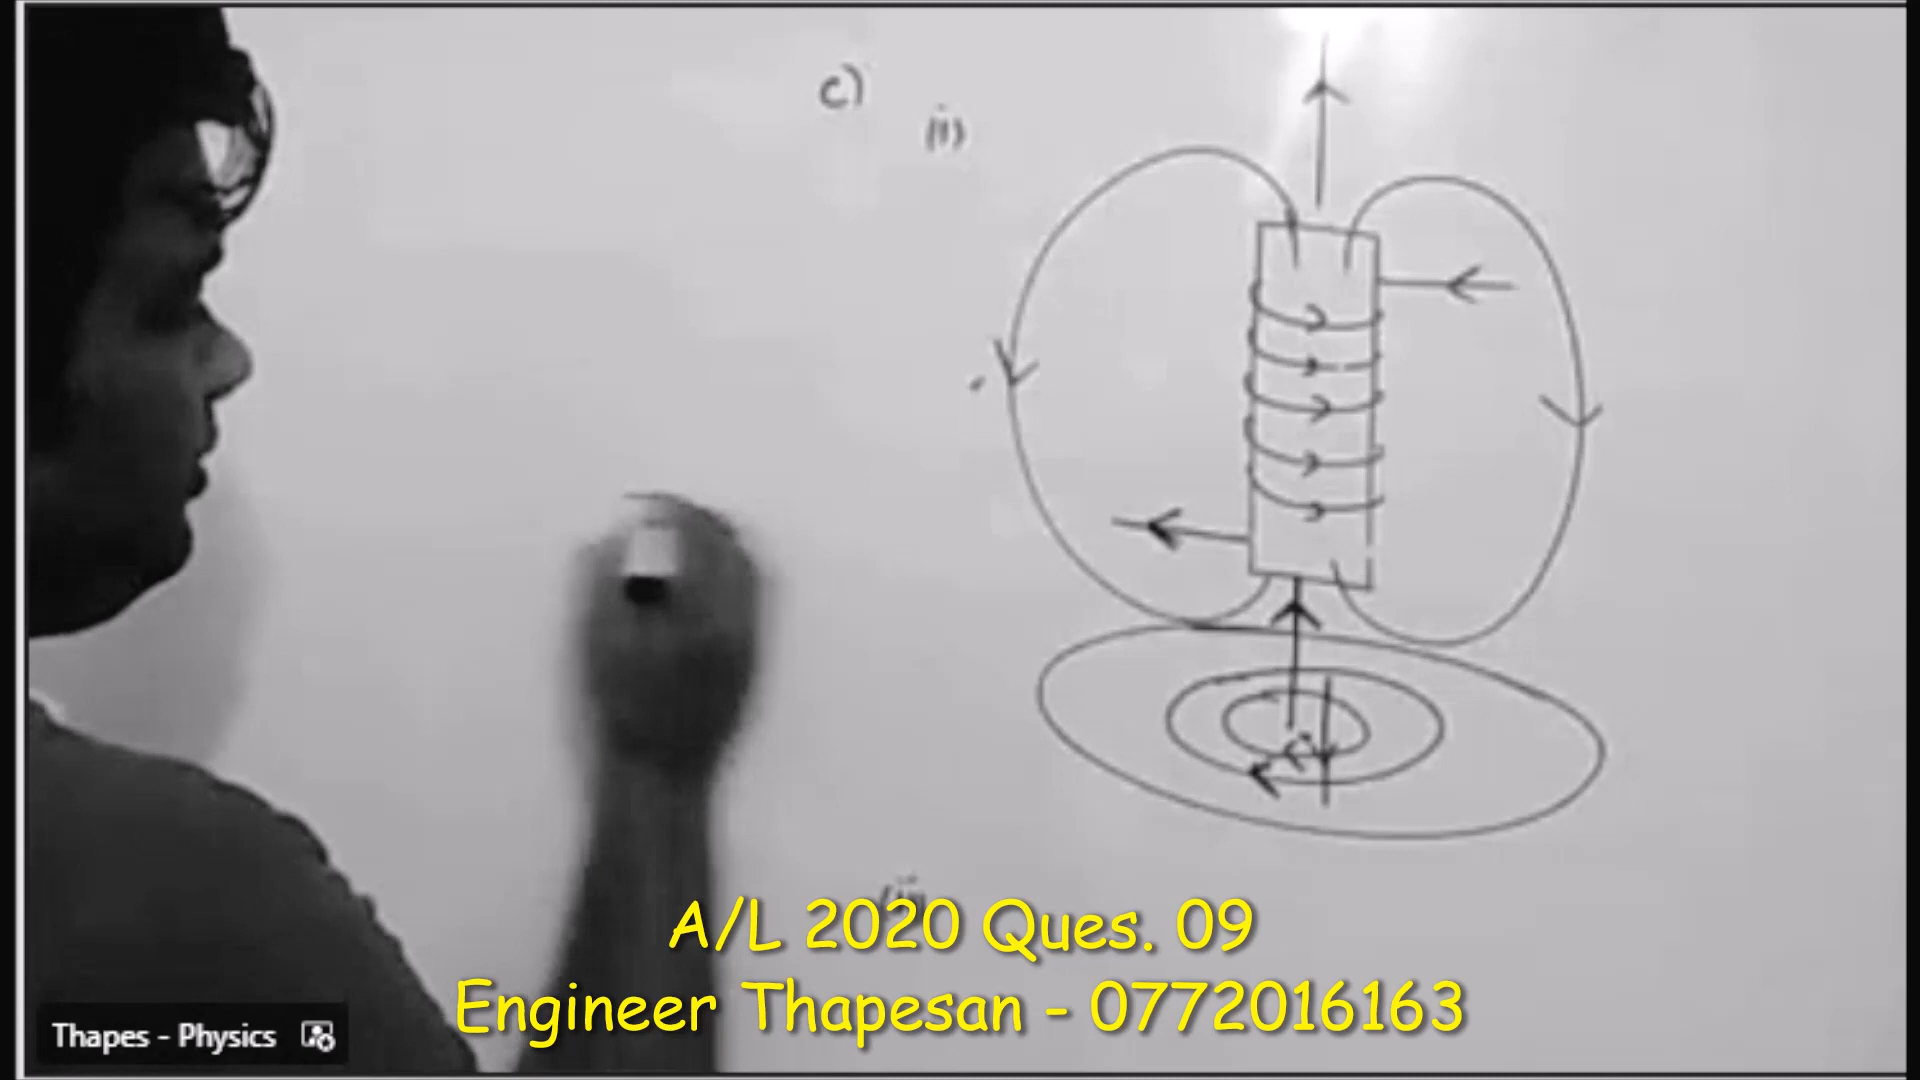 c)
(i)
(ii)
A/L 2020 Ques. 09
Engineer Thapesan - 0772016163
Thapes - Physics